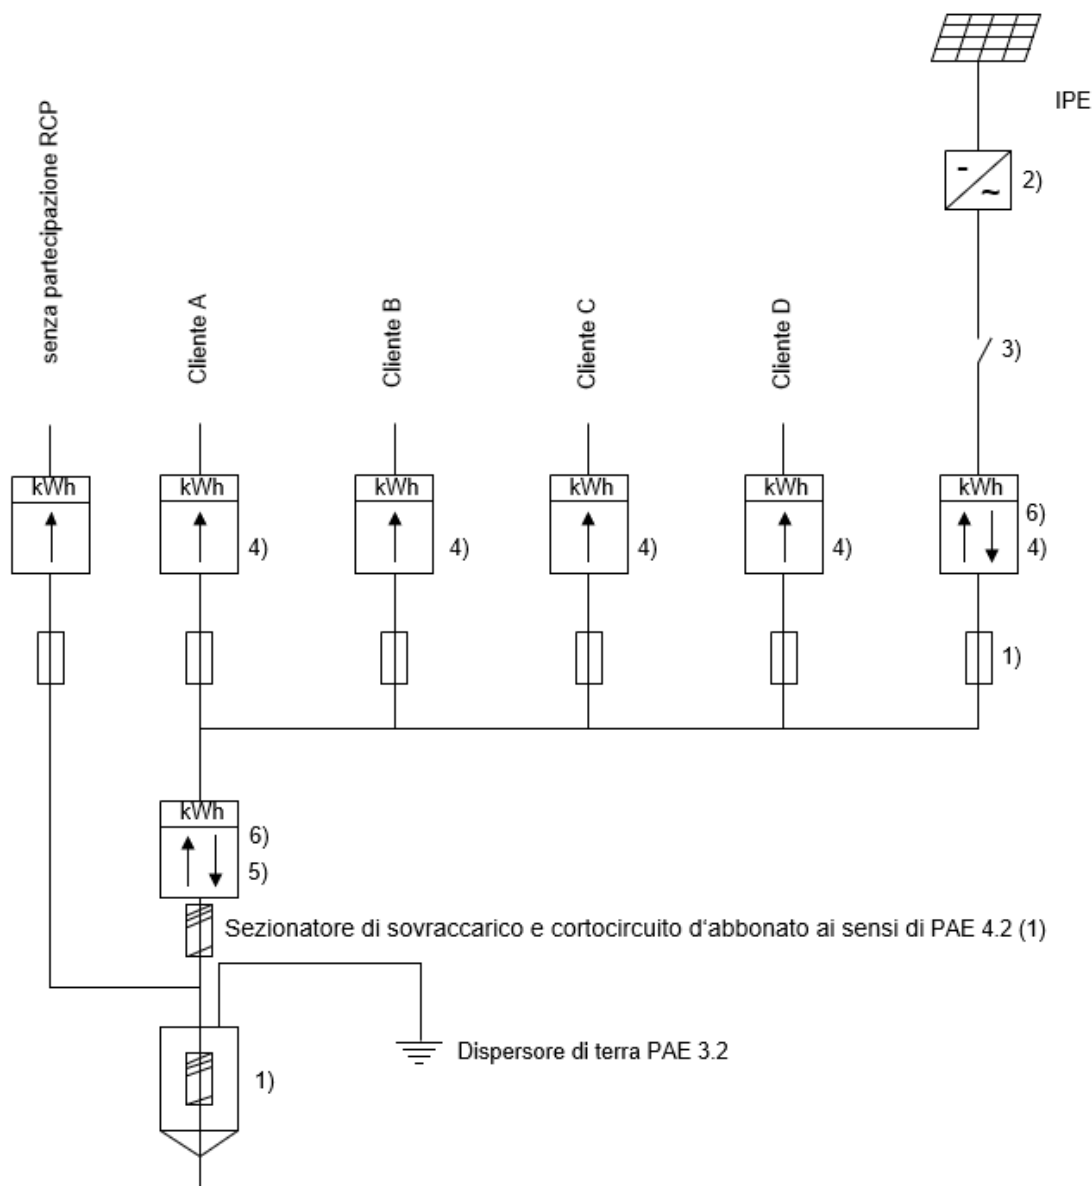 IPE
senza partecipazione RCP
-
~
2)
Cliente A
Cliente B
Cliente C
Cliente D
3)
kWh
kWh
kWh
kWh
kWh
kWh
6)
4)
4)
4)
4)
4)
1)
kWh
6)
5)
Sezionatore di sovraccarico e cortocircuito d‘abbonato ai sensi di PAE 4.2 (1)
Dispersore di terra PAE 3.2
1)